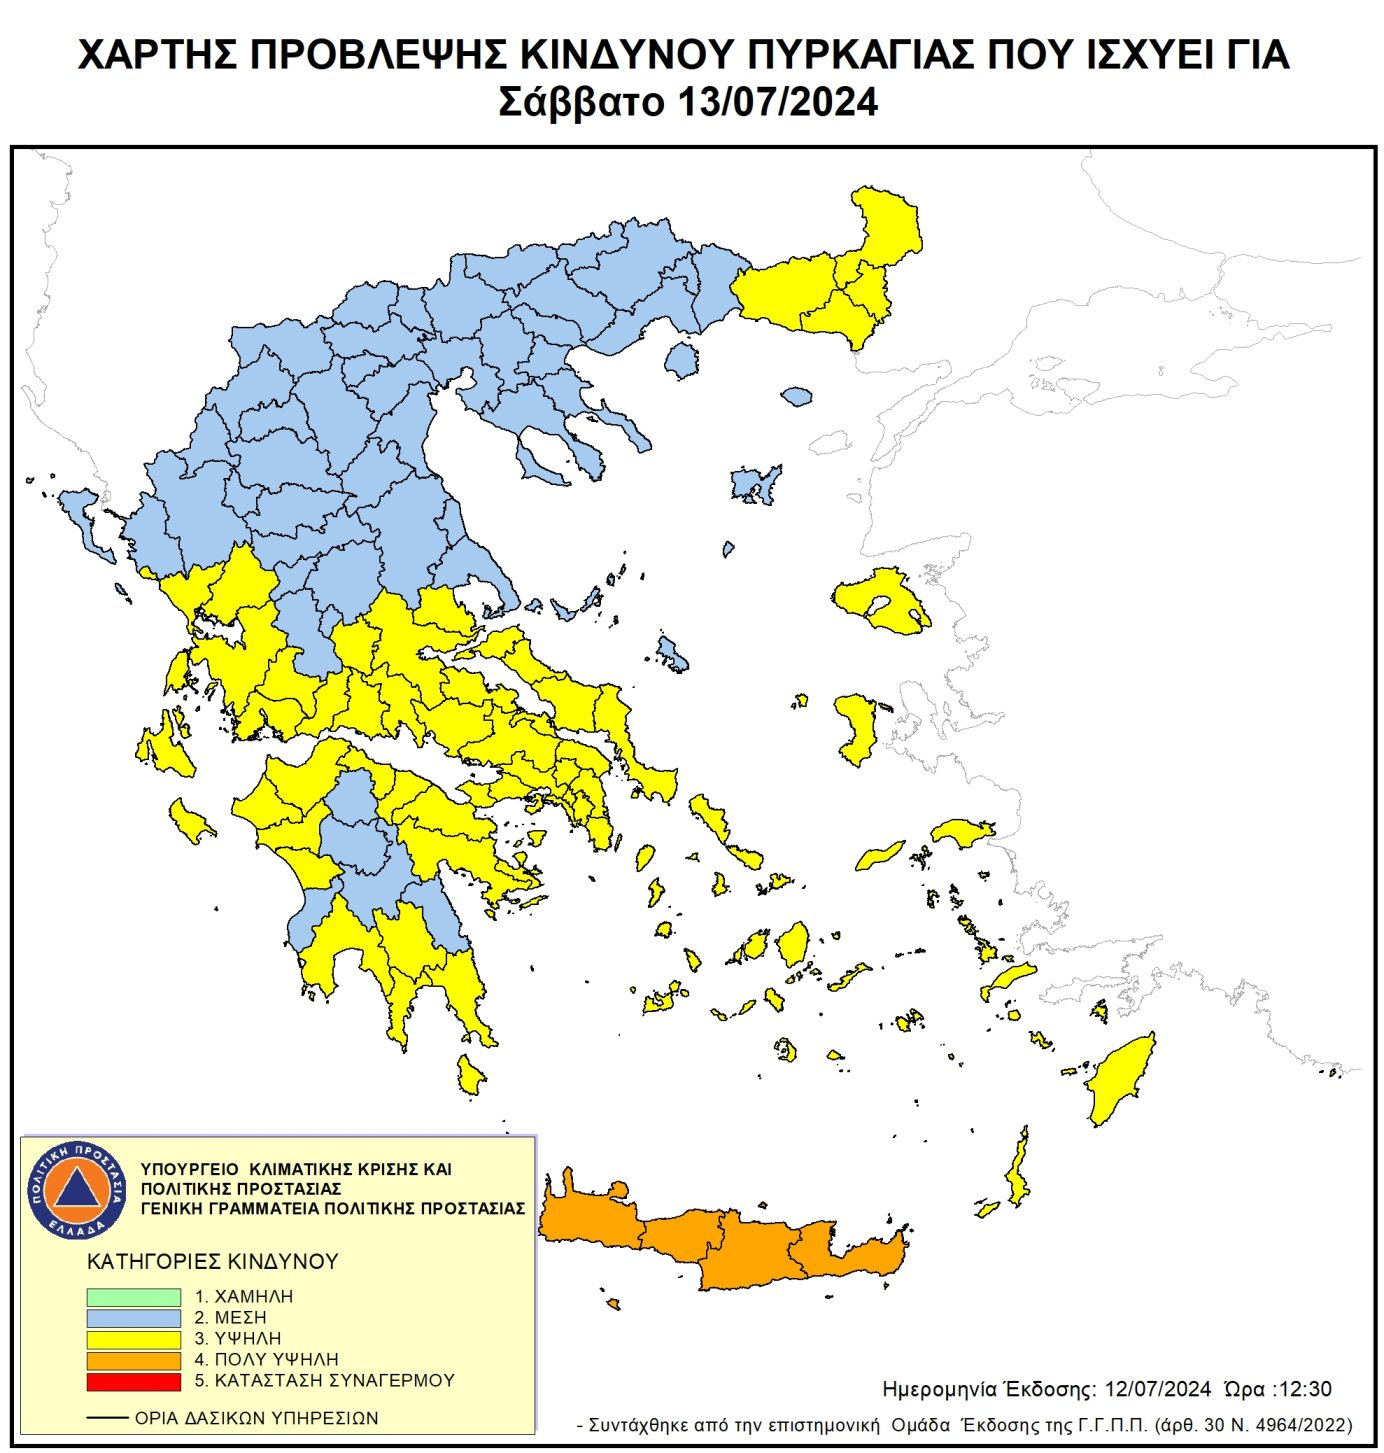 ΧΑΡΤΗΣ ΠΡΟΒΛΕΨΗΣ ΚΙΝΔΥΝΟΥ ΠΥΡΚΑΓΙΑΣ ΠΟΥ ΙΣΧΥΕΙ ΓΙΑ
Σάββατο 13/07/2024
ΠΟΛΙΤΙΚΗ ΠΡΟΣΤΑΣΙΑ
ΕΛΛΑΔΑ
ΥΠΟΥΡΓΕΙΟ ΚΛΙΜΑΤΙΚΗΣ ΚΡΙΣΗΣ ΚΑΙ
ΠΟΛΙΤΙΚΗΣ ΠΡΟΣΤΑΣΙΑΣ
ΓΕΝΙΚΗ ΓΡΑΜΜΑΤΕΙΑ ΠΟΛΙΤΙΚΗΣ ΠΡΟΣΤΑΣΙΑΣ
ΚΑΤΗΓΟΡΙΕΣ ΚΙΝΔΥΝΟΥ
1. ΧΑΜΗΛΗ
2. ΜΕΣΗ
3. ΥΨΗΛΗ
4. ΠΟΛΥ ΥΨΗΛΗ
5. ΚΑΤΑΣΤΑΣΗ ΣΥΝΑΓΕΡΜΟΥ
ΟΡΙΑ ΔΑΣΙΚΩΝ ΥΠΗΡΕΣΙΩΝ
Ημερομηνία Έκδοσης: 12/07/2024 Ώρα :12:30
- Συντάχθηκε από την επιστημονική Ομάδα Έκδοσης της Γ.Γ.Π.Π. (άρθ. 30 Ν. 4964/2022)